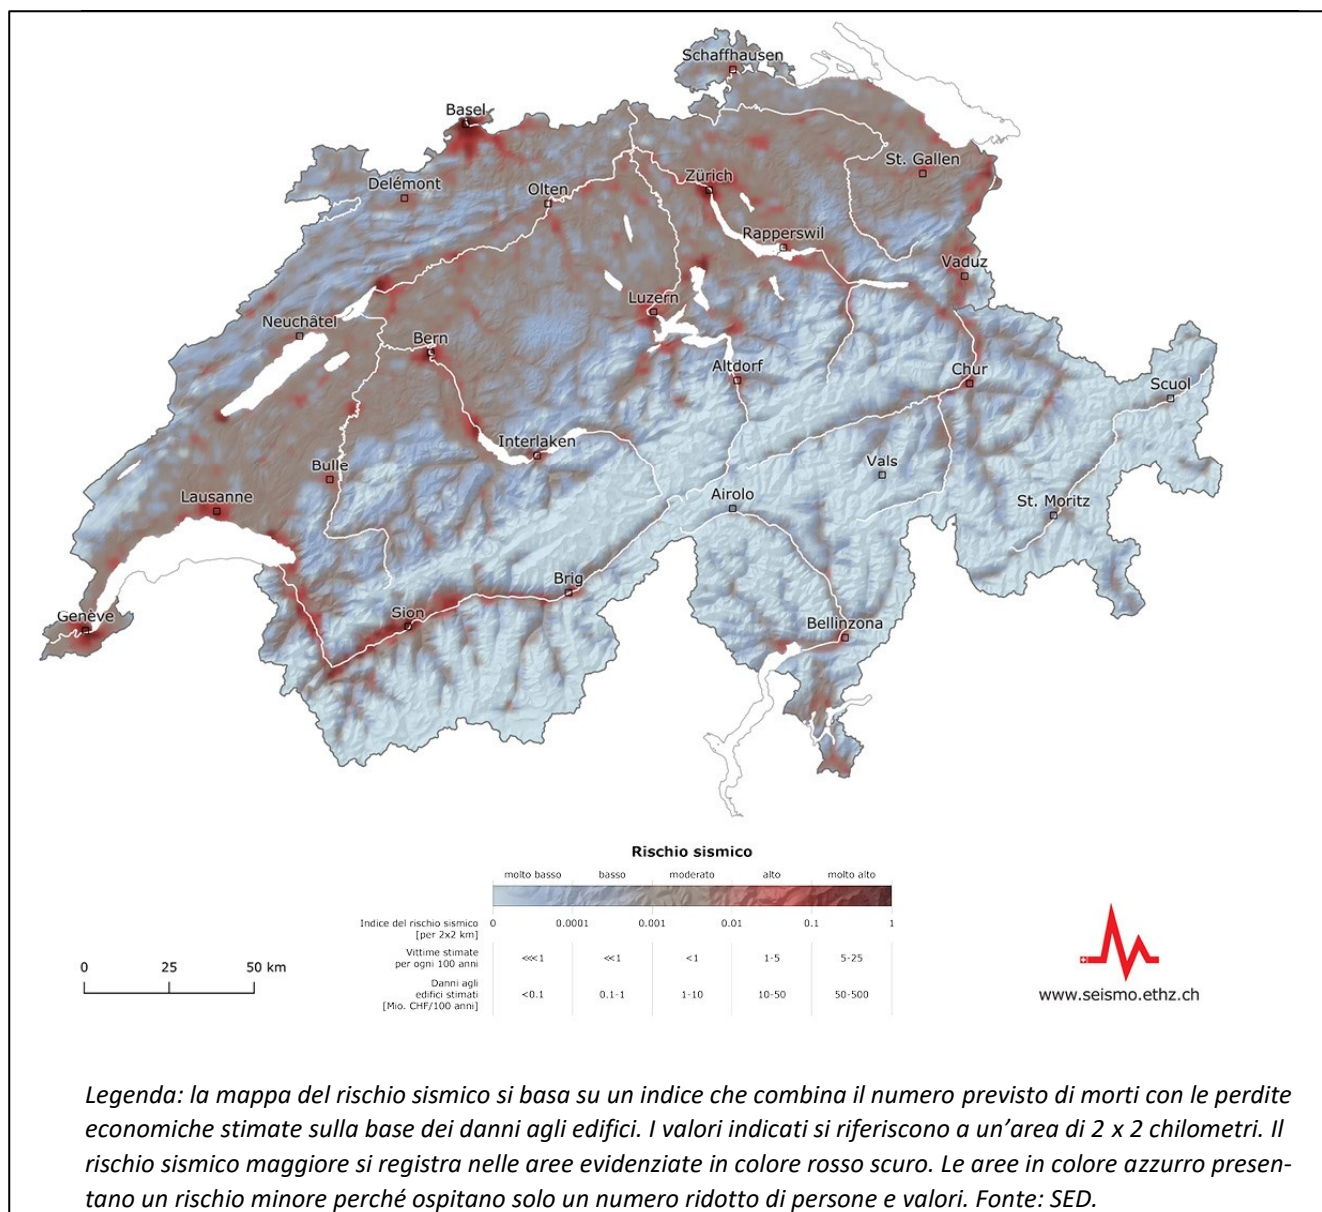 Schaffhausen
Basel
St. Gallen
Delémont
Olten
Zürich
Rapperswil
Vaduz
Luzern
Neuchâtel
Bern
Altdorf
Chur
Scuol
Interlaken
Bulle
Vals
Lausanne
Airolo
St. Moritz
Brig
Genève
Sion
Bellinzona
Rischio sismico
molto basso basso moderato alto molto alto
Indice del rischio sismico
[per 2x2 km]
0 0.0001 0.001 0.01 0.1 1
Vittime stimate
per ogni 100 anni
<<<1 <<1 <1 1-5 5-25
Danni agli
edifici stimati
[Mio. CHF/100 anni]
<0.1 0.1-1 1-10 10-50 50-500
0 25 50 km
www.seismo.ethz.ch
Legenda: la mappa del rischio sismico si basa su un indice che combina il numero previsto di morti con le perdite
economiche stimate sulla base dei danni agli edifici. I valori indicati si riferiscono a un’area di 2 x 2 chilometri. Il
rischio sismico maggiore si registra nelle aree evidenziate in colore rosso scuro. Le aree in colore azzurro presen-
tano un rischio minore perché ospitano solo un numero ridotto di persone e valori. Fonte: SED.